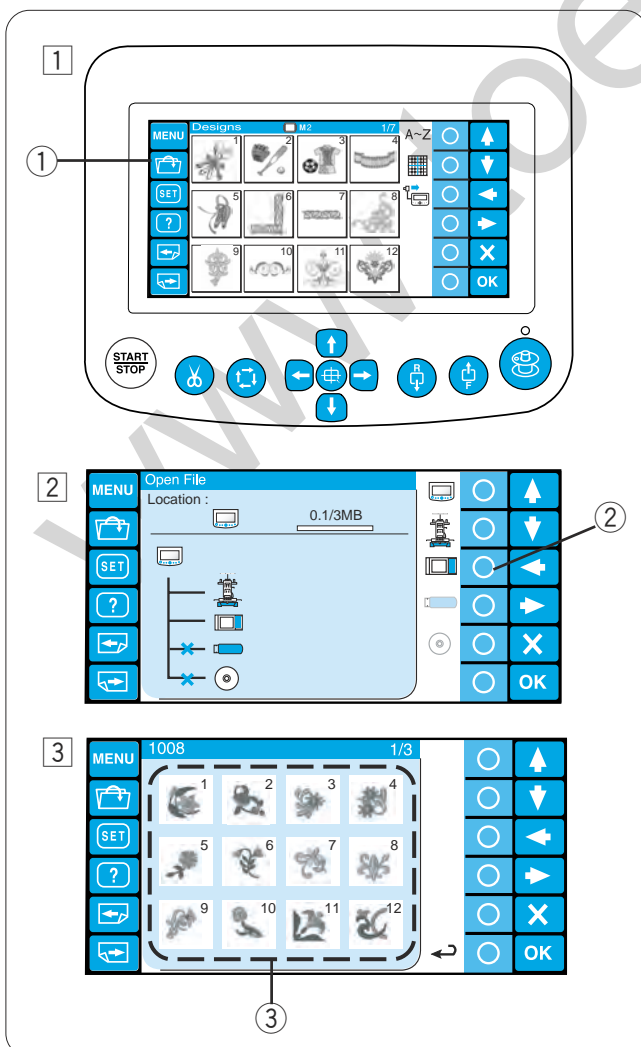 1
MENU
Designs M2 1/7
A~Z
1 2 3 4
SET
5 6 7 8
?
9 10 11 12
X
OK
①
START
STOP
R
F
2
MENU
Open File
Location :
0.1/3MB
SET
?
X
OK
②
3
MENU
1008 1/3
1 2 3 4
SET
5 6 7 8
?
9 10 11 12
X
OK
③